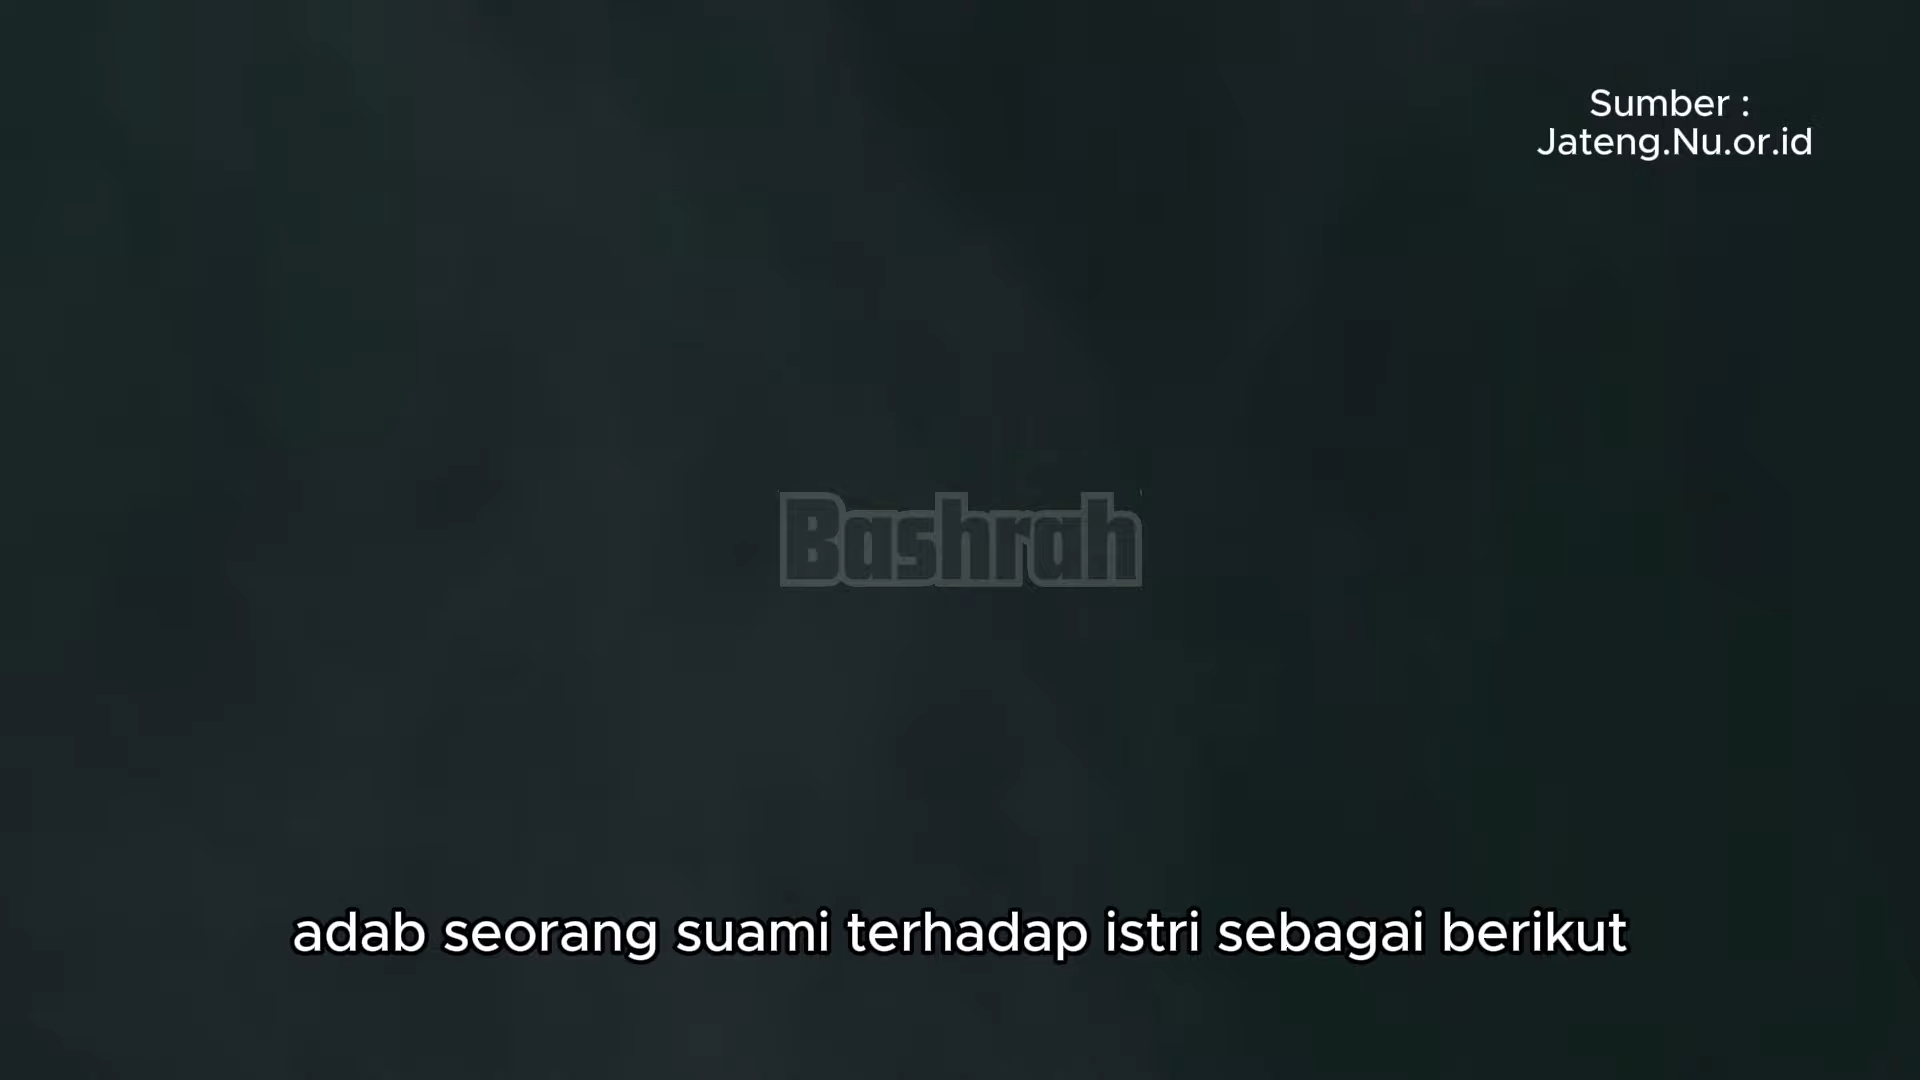 Sumber :
Jateng.Nu.or.id
Bashrah
adab seorang suami terhadap istri sebagai berikut